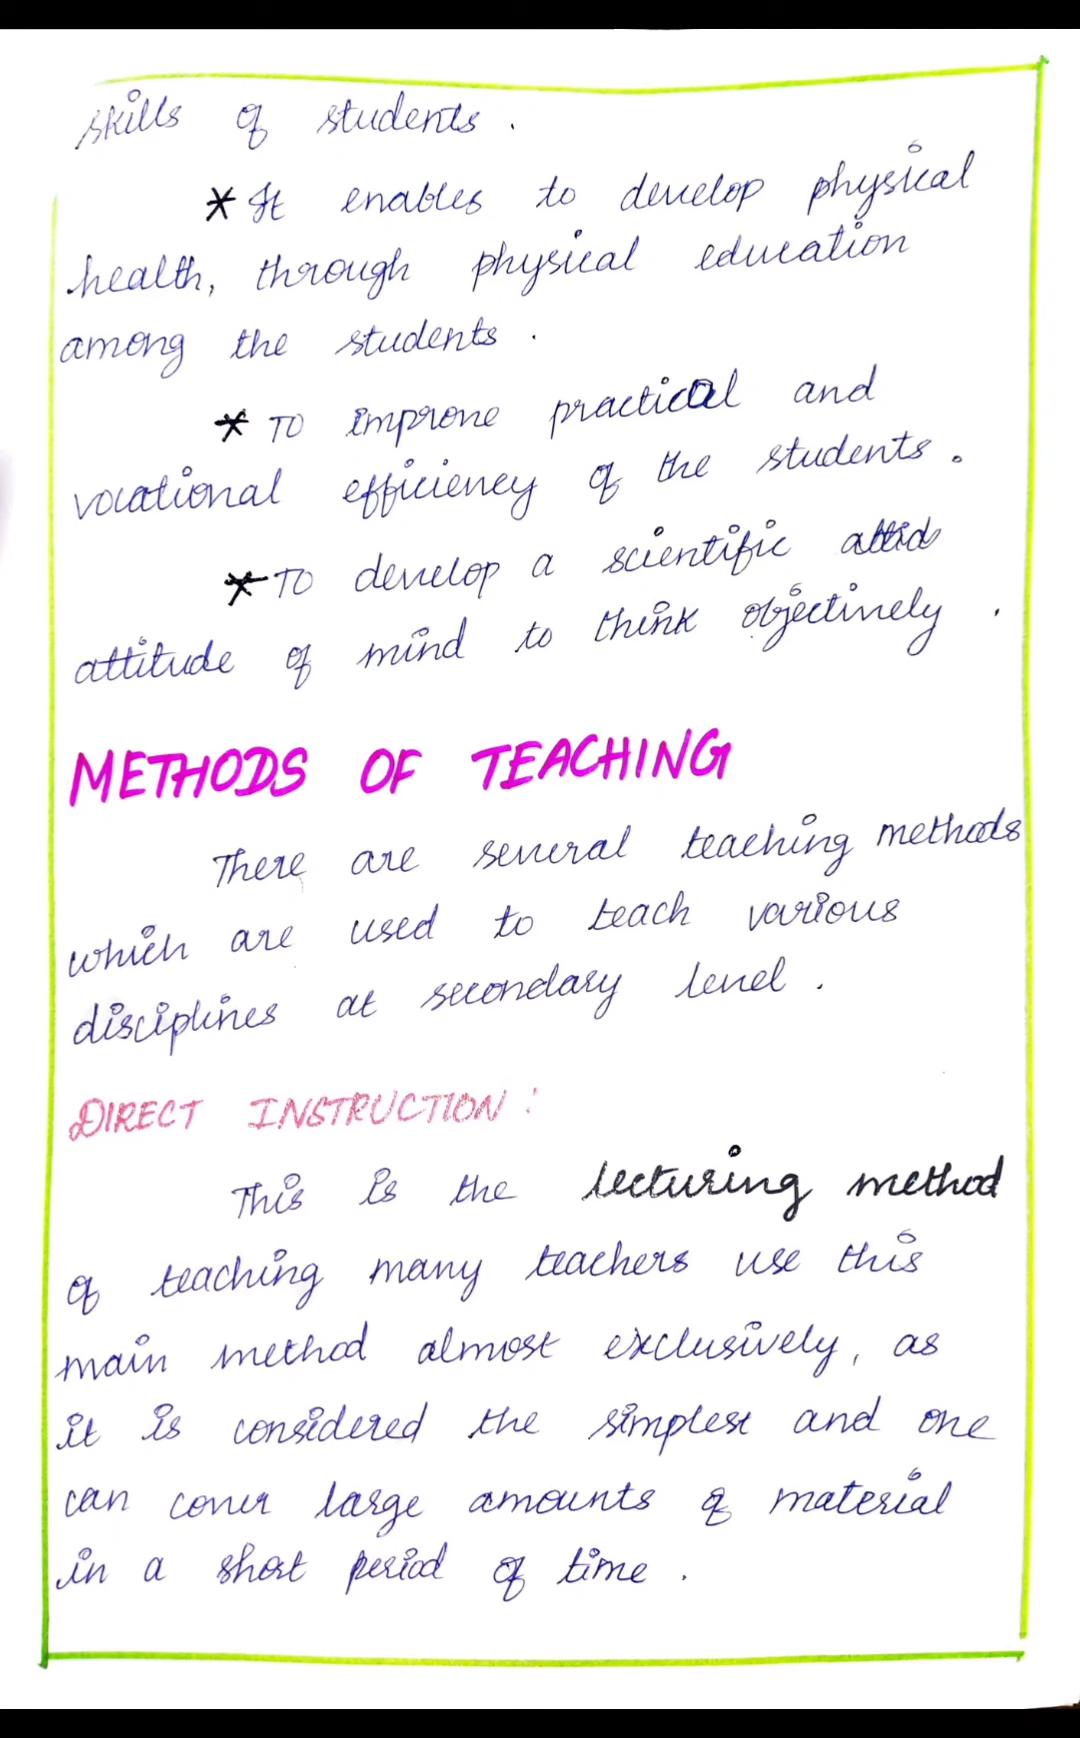 skills of students.
* It enables to develop physical
health, through physical education
among the students.
* To improve practical and
vocational efficiency of the students.
* To develop a scientific attid
attitude of mind to think objectively.
METHODS OF TEACHING
There are several teaching methods
which are used to teach various
disciplines at secondary level.
DIRECT INSTRUCTION:
This is the lecturing method
of teaching many teachers use this
main method almost exclusively, as
it is considered the simplest and one
can cover large amounts of material
in a short period of time.